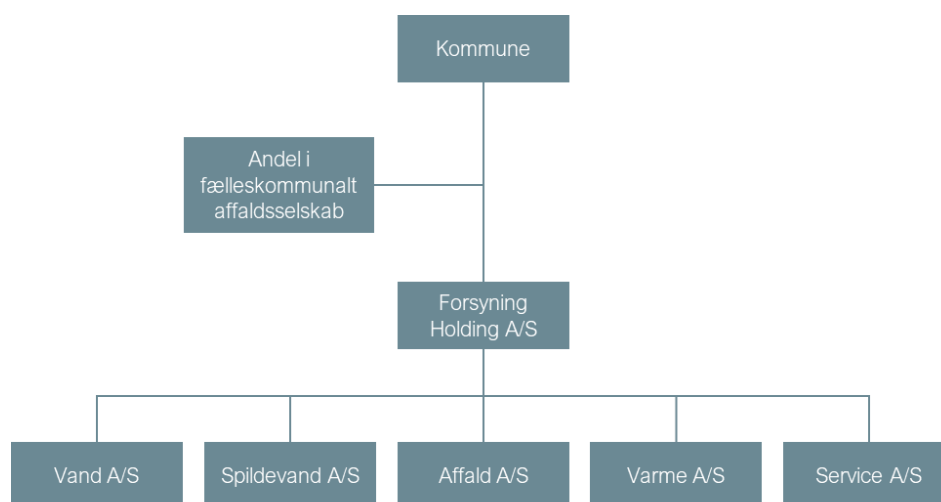 Kommune
Andel i
fælleskommunalt
affaldsselskab
Forsyning
Holding A/S
Vand A/S
Spildevand A/S
Affald A/S
Varme A/S
Service A/S